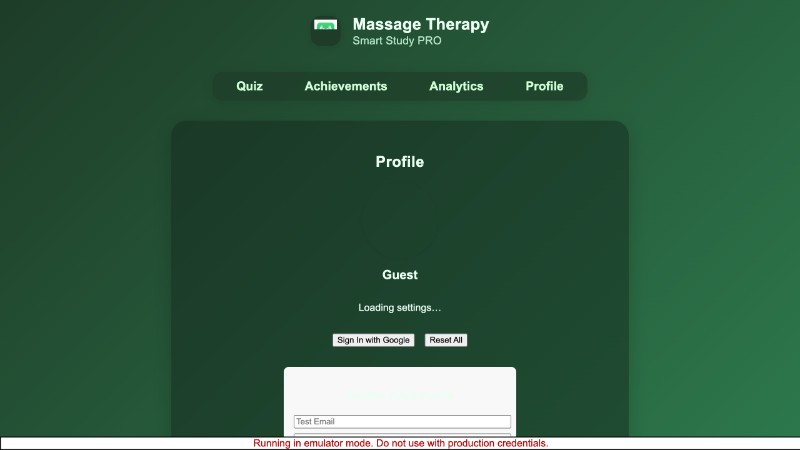 Massage Therapy
Smart Study PRO
Quiz Achievements Analytics Profile
Profile
Guest
Loading settings...
Sign In with Google Reset All
Test Email
Running in emulator mode. Do not use with production credentials.